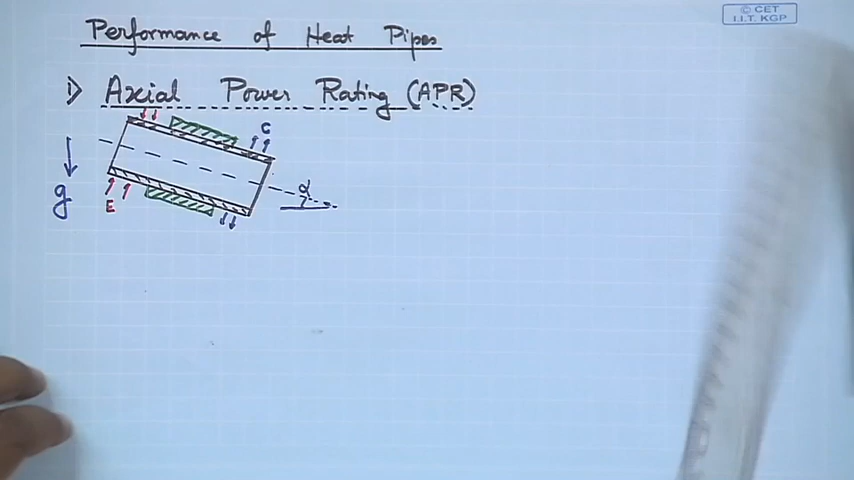 © CET
I.I.T. KGP
Performance of Heat Pipes
1) Axial Power Rating (APR)
C
g
α
E